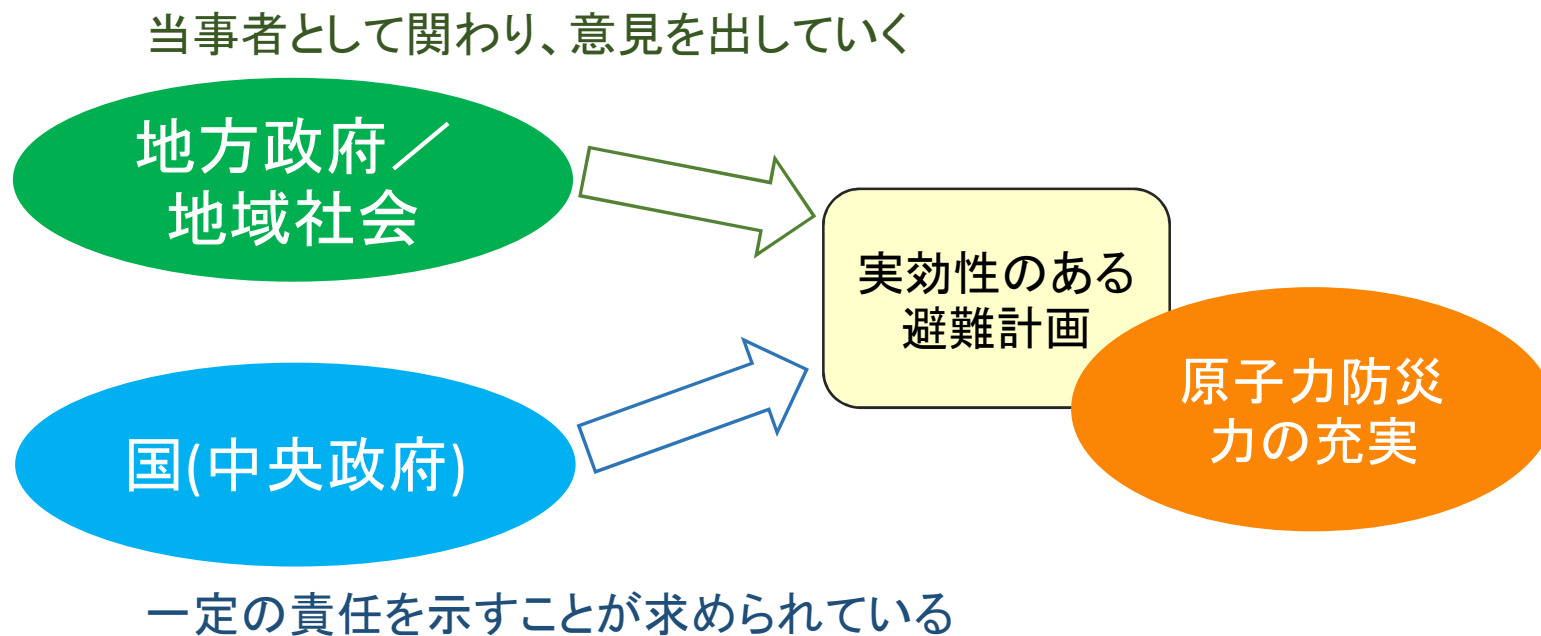 当事者として関わり、意見を出していく
地方政府／
地域社会
実効性のある
避難計画
原子力防災
力の充実
国(中央政府)
一定の責任を示すことが求められている